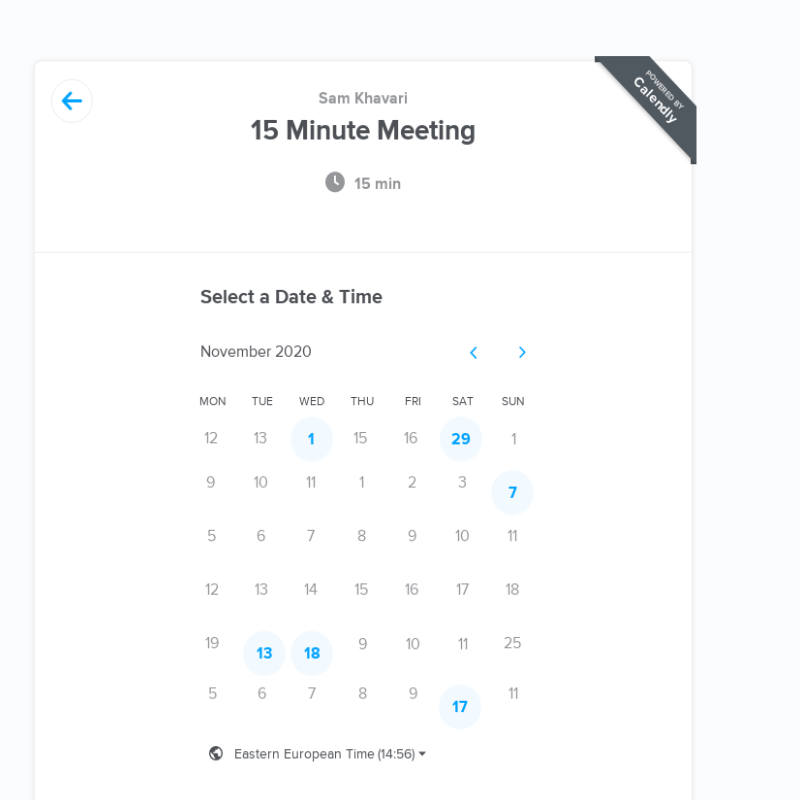 POWERED BY
Calendly
Sam Khavari
15 Minute Meeting
15 min
Select a Date & Time
November 2020
MON TUE WED THU FRI SAT SUN
12 13 1 15 16 29 1
9 10 11 1 2 3 7
5 6 7 8 9 10 11
12 13 14 15 16 17 18
19 13 18 9 10 11 25
5 6 7 8 9 17 11
Eastern European Time (14:56)